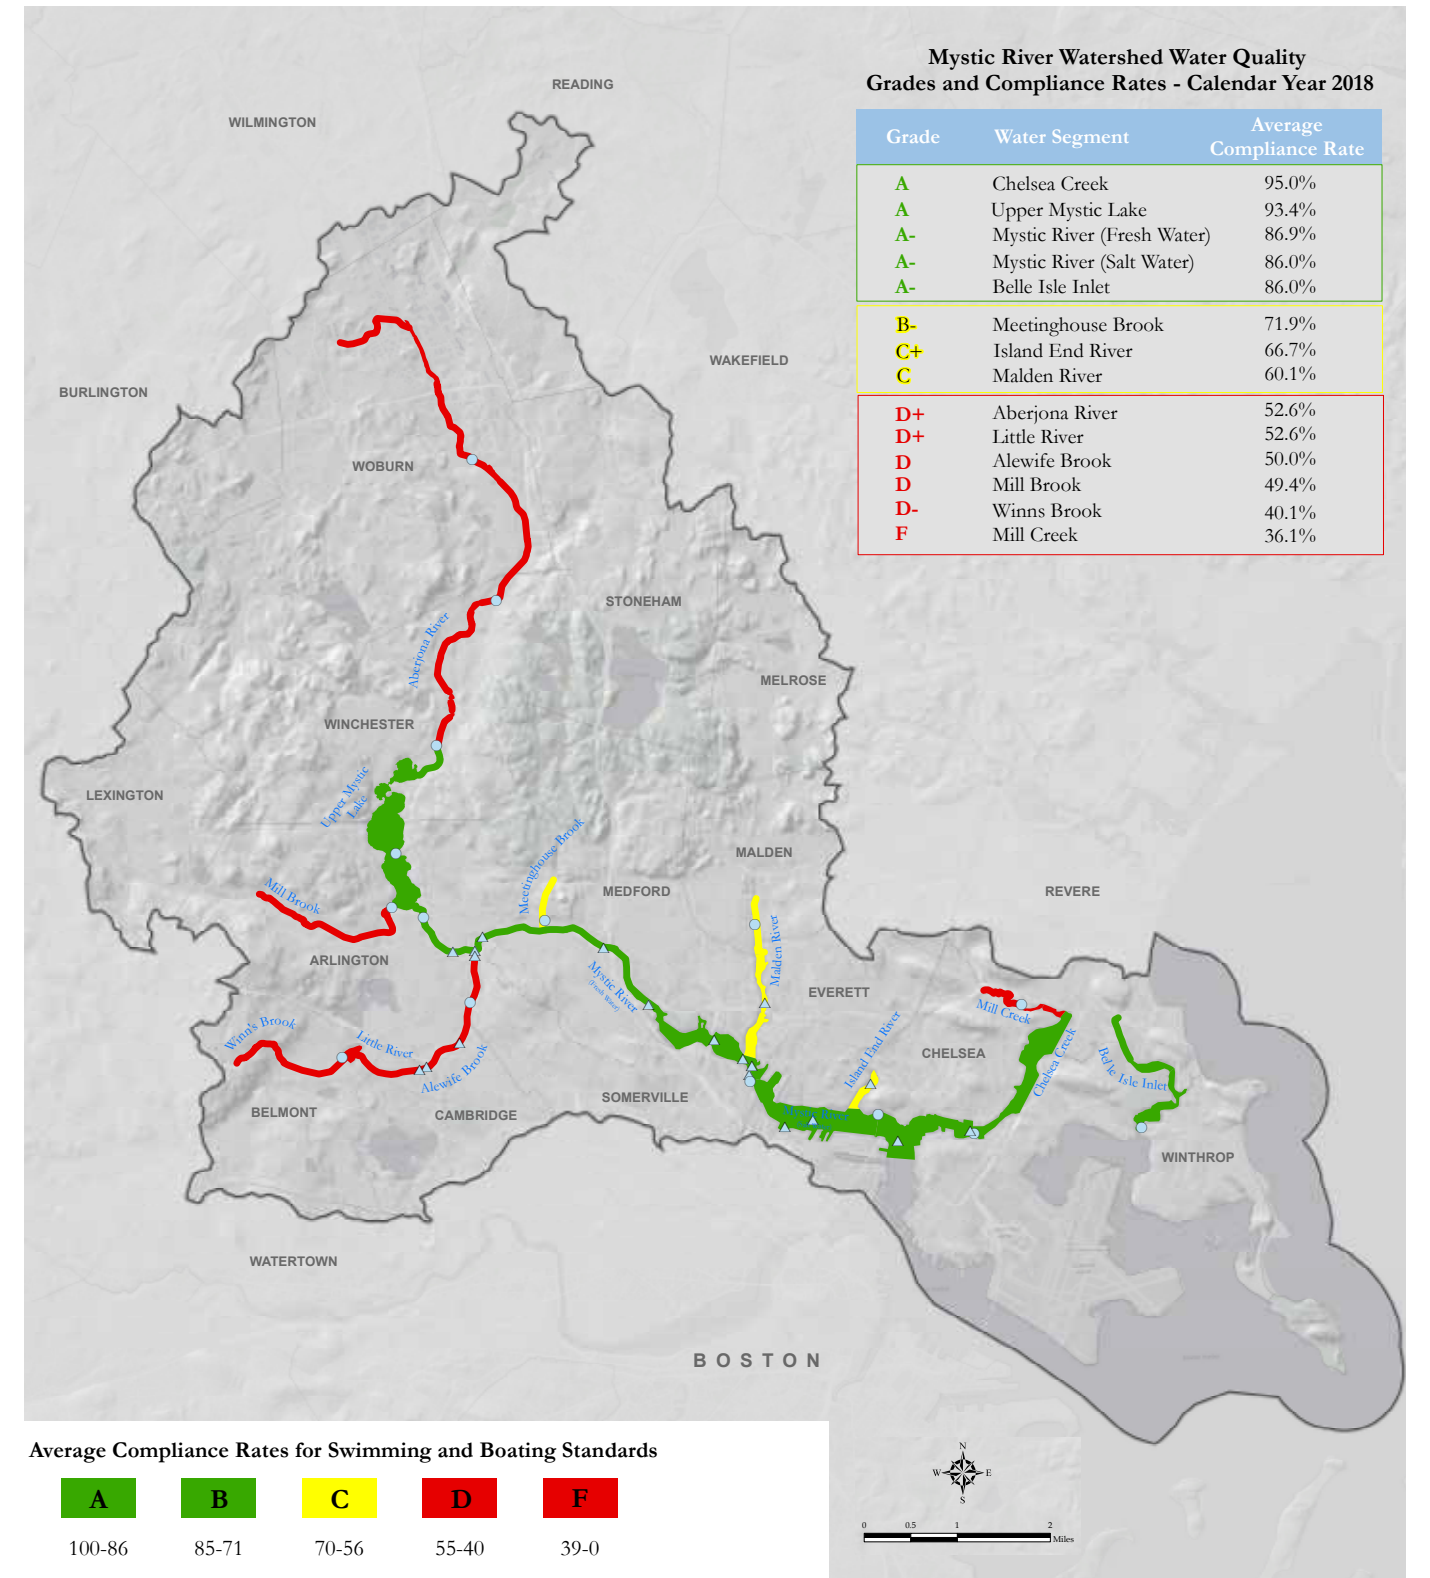 Mystic River Watershed Water Quality
Grades and Compliance Rates - Calendar Year 2018
Grade Water Segment Average Compliance Rate
A Chelsea Creek 95.0%
A Upper Mystic Lake 93.4%
A- Mystic River (Fresh Water) 86.9%
A- Mystic River (Salt Water) 86.0%
A- Belle Isle Inlet 86.0%
B- Meetinghouse Brook 71.9%
C+ Island End River 66.7%
C Malden River 60.1%
D+ Aberjona River 52.6%
D+ Little River 52.6%
D Alewife Brook 50.0%
D Mill Brook 49.4%
D- Winns Brook 40.1%
F Mill Creek 36.1%
READING
WILMINGTON
WAKEFIELD
BURLINGTON
WOBURN
STONEHAM
Aberjona River
MELROSE
WINCHESTER
LEXINGTON
Upper Mystic
Lake
MALDEN
Meetinghouse Brook
MEDFORD
REVERE
Mill Brook
ARLINGTON
Malden River
Mystic River
(Fresh Water)
EVERETT
Mill Creek
Winn's Brook
Little River
Alewife Brook
Island End River
CHELSEA
Chelsea Creek
Belle Isle Inlet
BELMONT
CAMBRIDGE
SOMERVILLE
Mystic River
WINTHROP
WATERTOWN
BOSTON
Average Compliance Rates for Swimming and Boating Standards
A B C D F
100-86 85-71 70-56 55-40 39-0
N
W E
S
0 0.5 1 2
Miles